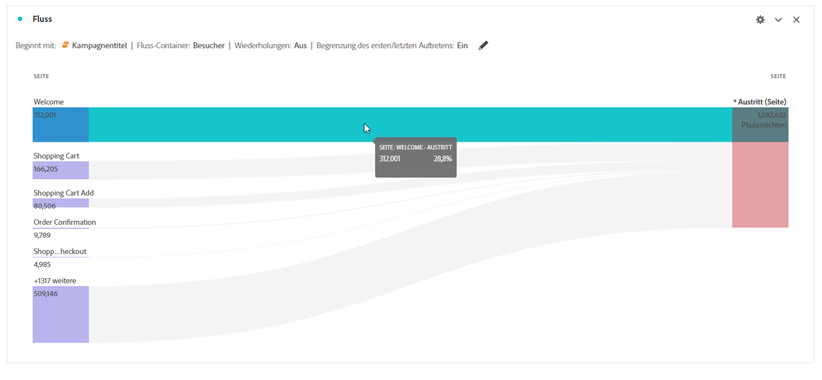 Fluss
Beginnt mit: Kampagnentitel | Fluss-Container: Besucher | Wiederholungen: Aus | Begrenzung des ersten/letzten Auftretens: Ein
SEITE
SEITE
Welcome
312,001
* Austritt (Seite)
1,082,632
Pfadansichten
SEITE: WELCOME - AUSTRITT
312.001 28,8%
Shopping Cart
166,205
Shopping Cart Add
80,506
Order Confirmation
9,789
Shopp...heckout
4,985
+1317 weitere
509,146